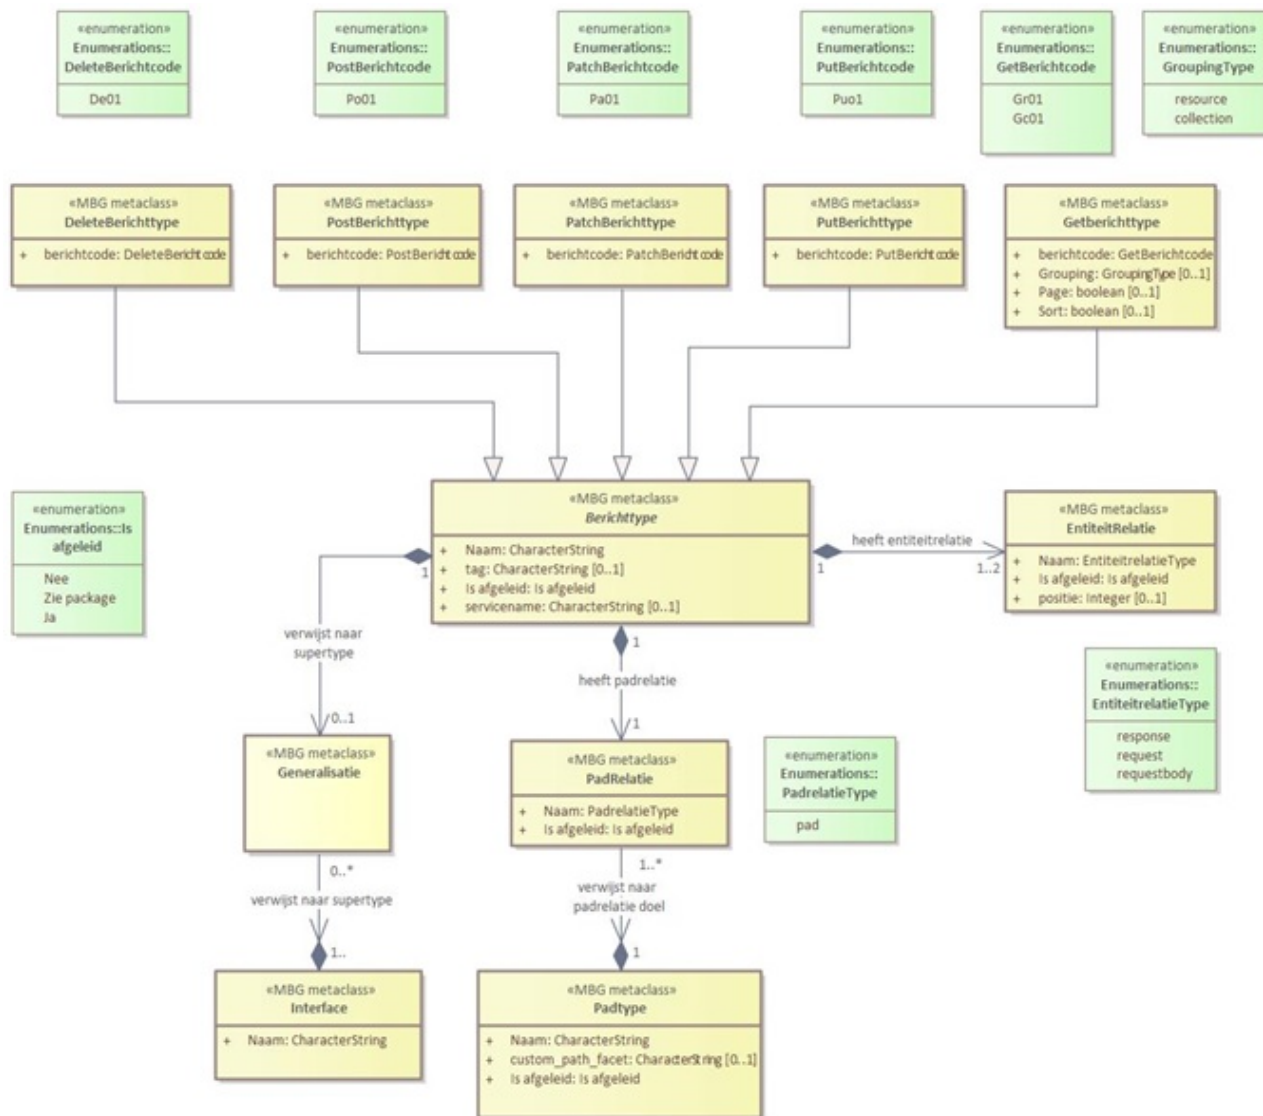 «enumeration»
Enumerations::
DeleteBerichtcode
De01
«enumeration»
Enumerations::
PostBerichtcode
Po01
«enumeration»
Enumerations::
PatchBerichtcode
Pa01
«enumeration»
Enumerations::
PutBerichtcode
Puo1
«enumeration»
Enumerations::
GetBerichtcode
Gr01
Gc01
«enumeration»
Enumerations::
GroupingType
resource
collection
«MBG metaclass»
DeleteBerichttype
+ berichtcode: DeleteBerichtcode
«MBG metaclass»
PostBerichttype
+ berichtcode: PostBerichtcode
«MBG metaclass»
PatchBerichttype
+ berichtcode: PatchBerichtcode
«MBG metaclass»
PutBerichttype
+ berichtcode: PutBerichtcode
«MBG metaclass»
Getberichttype
+ berichtcode: GetBerichtcode
+ Grouping: GroupingType [0..1]
+ Page: boolean [0..1]
+ Sort: boolean [0..1]
«enumeration»
Enumerations::Is
afgeleid
Nee
Zie package
Ja
«MBG metaclass»
Berichttype
+ Naam: CharacterString
+ tag: CharacterString [0..1]
+ Is afgeleid: Is afgeleid
+ servicename: CharacterString [0..1]
1
heeft entiteitrelatie
1..2
«MBG metaclass»
EntiteitRelatie
+ Naam: EntiteitrelatieType
+ Is afgeleid: Is afgeleid
+ positie: Integer [0..1]
1
verwijst naar
supertype
0..1
1
heeft padrelatie
1
«enumeration»
Enumerations::
EntiteitrelatieType
response
request
requestbody
«MBG metaclass»
Generalisatie
«MBG metaclass»
PadRelatie
+ Naam: PadrelatieType
+ Is afgeleid: Is afgeleid
«enumeration»
Enumerations::
PadrelatieType
pad
0..*
verwijst naar supertype
1..
1..*
verwijst naar
padrelatie doel
1
«MBG metaclass»
Interface
+ Naam: CharacterString
«MBG metaclass»
Padtype
+ Naam: CharacterString
+ custom_path_facet: CharacterString [0..1]
+ Is afgeleid: Is afgeleid